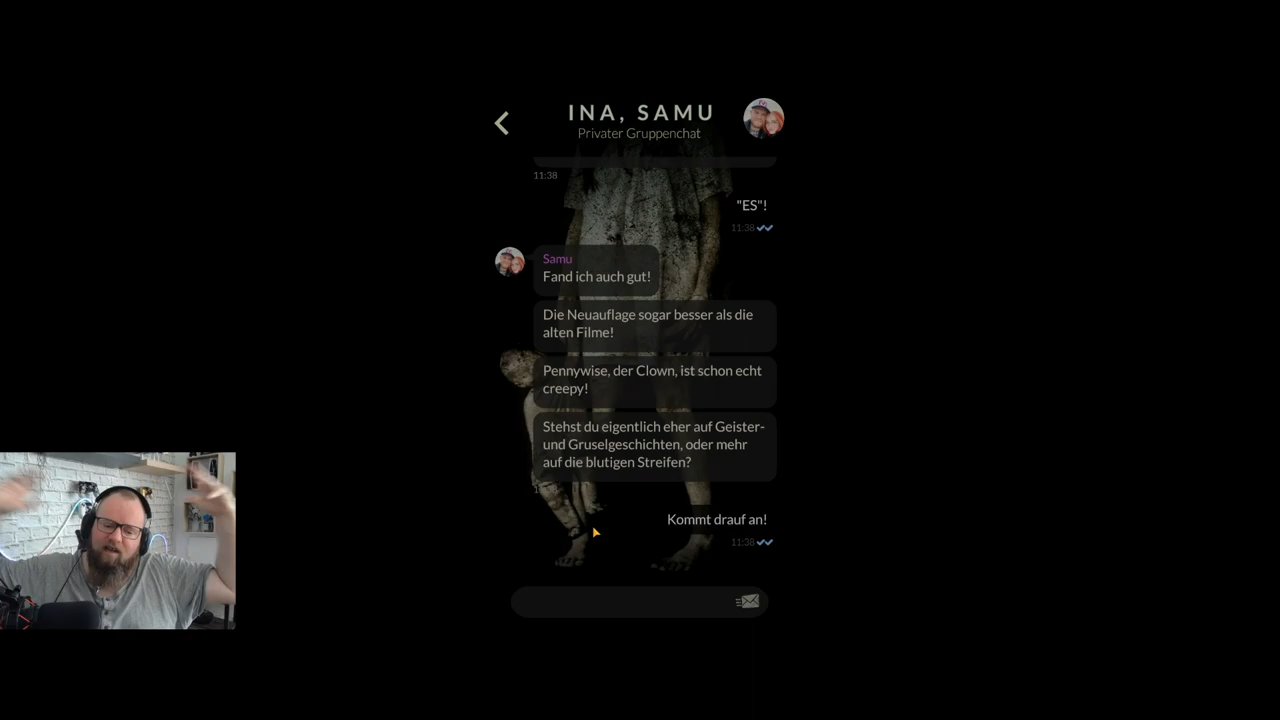 INA, SAMU
Privater Gruppenchat
11:38
"ES"!
11:38
Samu
Fand ich auch gut!
Die Neuauflage sogar besser als die
alten Filme!
Pennywise, der Clown, ist schon echt
creepy!
Stehst du eigentlich eher auf Geister-
und Gruselgeschichten, oder mehr
auf die blutigen Streifen?
Kommt drauf an!
11:38